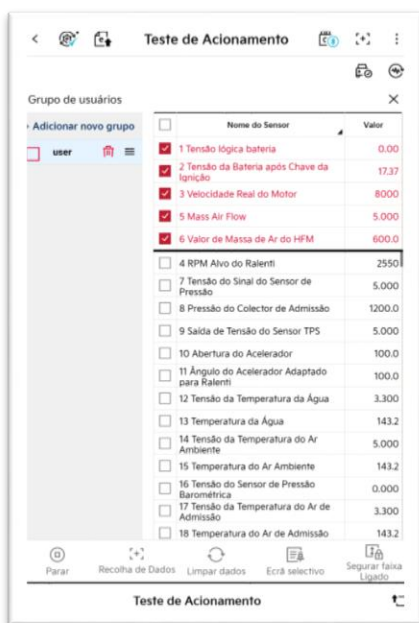 Teste de Acionamento
Grupo de usuários
Adicionar novo grupo
Nome do Sensor Valor
user
1 Tensão lógica bateria 0.00
2 Tensão da Bateria após Chave da
Ignição 17.37
3 Velocidade Real do Motor 8000
5 Mass Air Flow 5.000
6 Valor de Massa de Ar do HFM 600.0
4 RPM Alvo do Ralenti 2550
7 Tensão do Sinal do Sensor de
Pressão 5.000
8 Pressão do Colector de Admissão 1200.0
9 Saída de Tensão do Sensor TPS 5.000
10 Abertura do Acelerador 100.0
11 Ângulo do Acelerador Adaptado
para Ralenti 100.0
12 Tensão da Temperatura da Água 3.300
13 Temperatura da Água 143.2
14 Tensão da Temperatura do Ar
Ambiente 5.000
15 Temperatura do Ar Ambiente 143.2
16 Tensão do Sensor de Pressão
Barométrica 0.000
17 Tensão da Temperatura do Ar de
Admissão 3.300
18 Temperatura do Ar de Admissão 143.2
Parar
Recolha de Dados
Limpar dados
Ecrã selectivo
Segurar faixa
Ligado
Teste de Acionamento